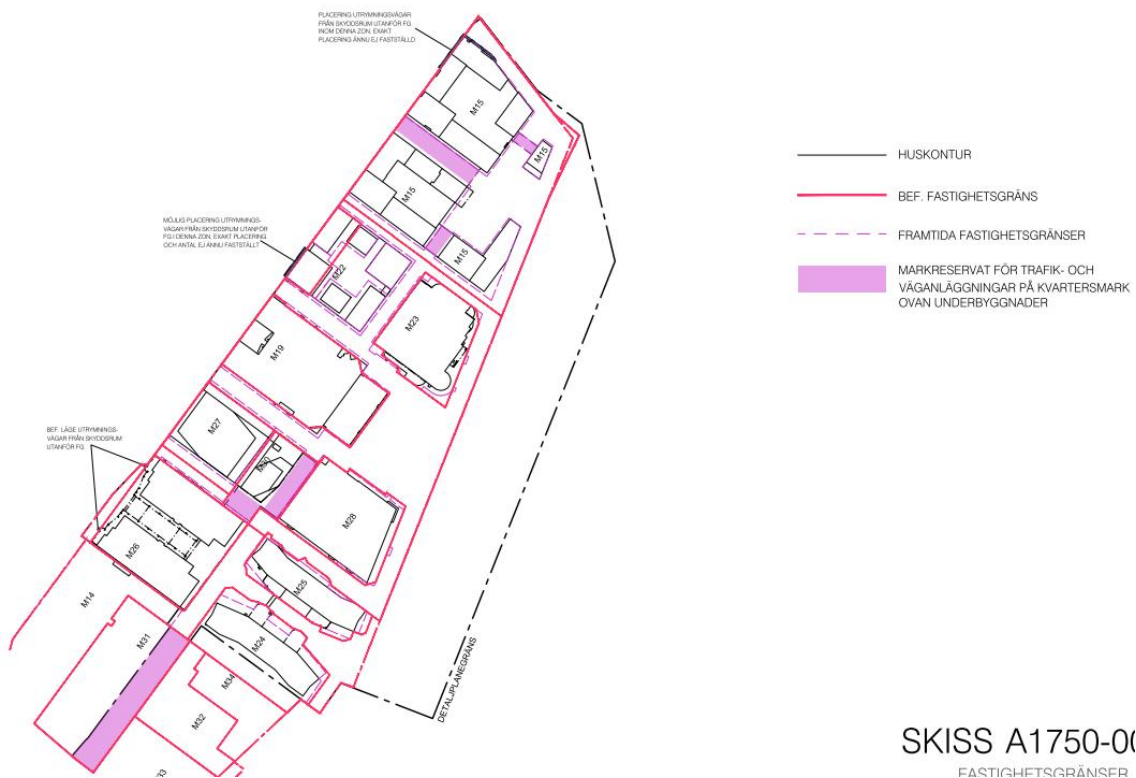 PLACERING UTRYMNINGSVÄGAR
FRÅN SKYDDSRUM UTANFÖR FG
INOM DENNA ZON, EXAKT
PLACERING ÄNNU EJ FASTSTÄLLD
M15
M15
M15
M15
MÖJLIG PLACERING UTRYMNINGS-
VÄGAR FRÅN SKYDDSRUM UTANFÖR
FG I DENNA ZON, EXAKT PLACERING
OCH ANTAL EJ ÄNNU FASTSTÄLLT
M22
M23
M19
BEF. LÄGE UTRYMNINGS-
VÄGAR FRÅN SKYDDSRUM
UTANFÖR FG
M27
M28
M26
M25
M14
M31
M24
M34
M32
DETALJPLANEGRÄNS
HUSKONTUR
BEF. FASTIGHETSGRÄNS
FRAMTIDA FASTIGHETSGRÄNSER
MARKRESERVAT FÖR TRAFIK- OCH
VÄGANLÄGGNINGAR PÅ KVARTERSMARK
OVAN UNDERBYGGNADER
SKISS A1750-00
FASTIGHETSGRÄNSER